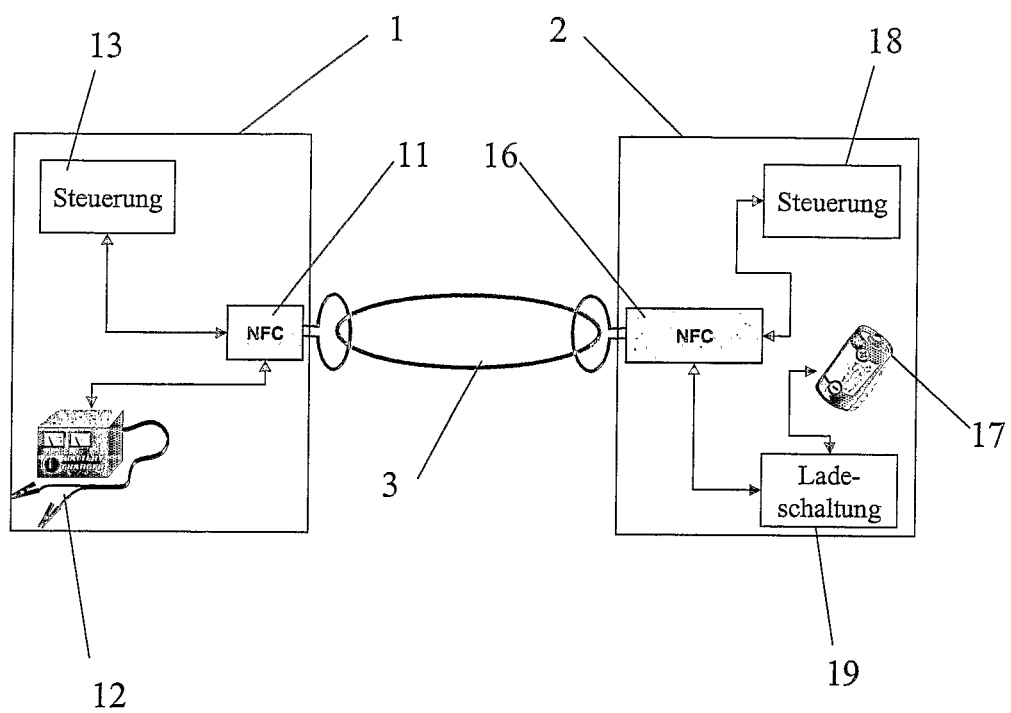 1
2
13
18
11
16
Steuerung
Steuerung
NFC
NFC
17
3
Lade-
schaltung
12
19